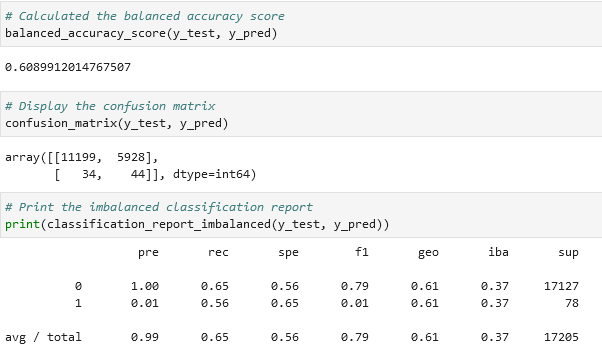 # Calculated the balanced accuracy score
balanced_accuracy_score(y_test, y_pred)
0.6089912014767507
# Display the confusion matrix
confusion_matrix(y_test, y_pred)
array([[11199,  5928],
       [   34,    44]], dtype=int64)
# Print the imbalanced classification report
print(classification_report_imbalanced(y_test, y_pred))
pre rec spe f1 geo iba sup
0 1.00 0.65 0.56 0.79 0.61 0.37 17127
1 0.01 0.56 0.65 0.01 0.61 0.37 78
avg / total 0.99 0.65 0.56 0.79 0.61 0.37 17205